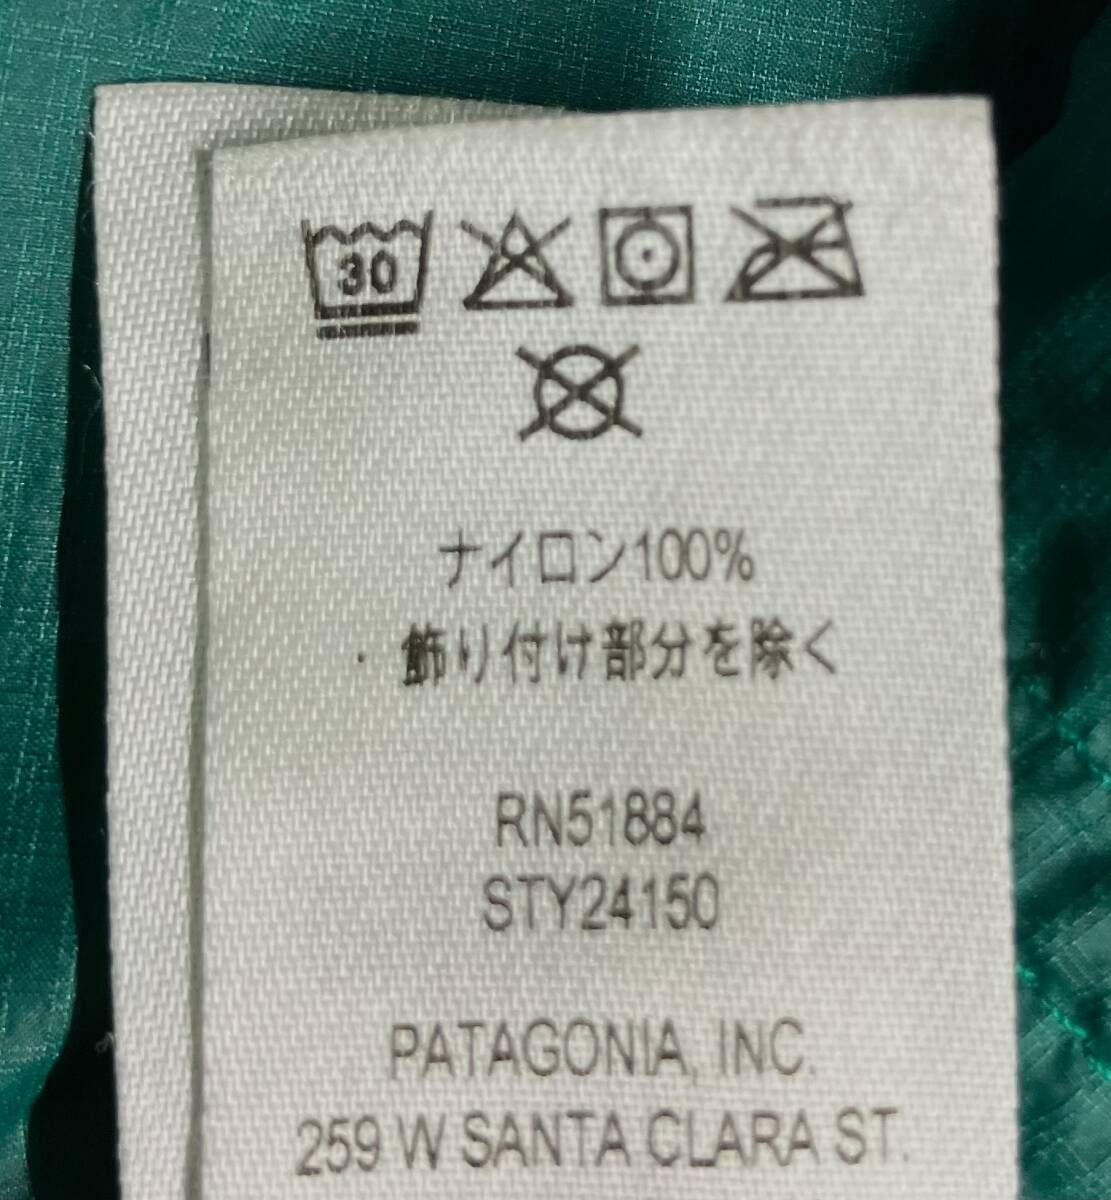 30
ナイロン100%
・飾り付け部分を除く
RN51884
STY24150
PATAGONIA, INC.
259 W SANTA CLARA ST.